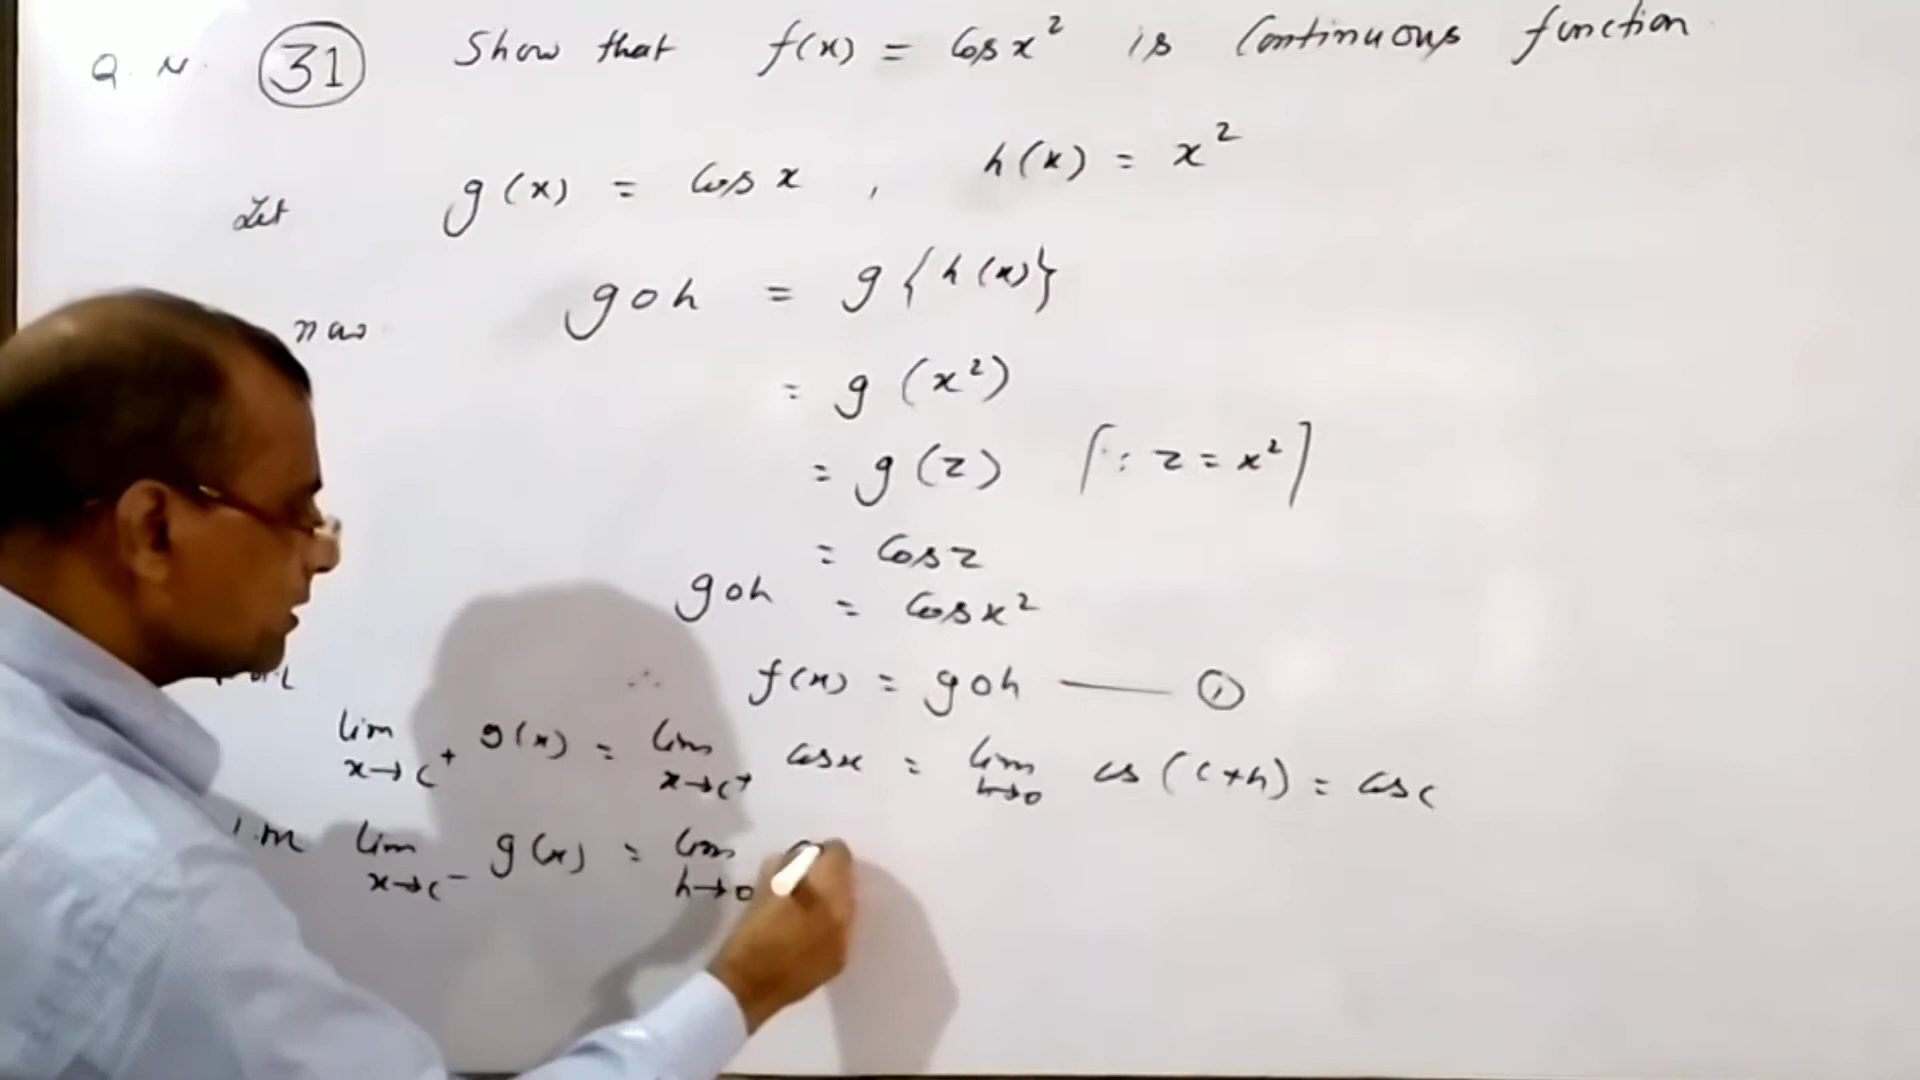 Q. N. 31 Show that f(x) = Cos x² is Continuous function
Let g(x) = Cos x , h(x) = x²
now goh = g{h(x)}
= g(x²)
= g(z) [∵ z = x²]
= Cos z
goh = Cos x²
∴ f(x) = goh —— ①
lim x→c⁺ g(x) = lim x→c⁺ cos x = lim h→0 cos(c+h) = cos c
lim x→c⁻ g(x) = lim h→0